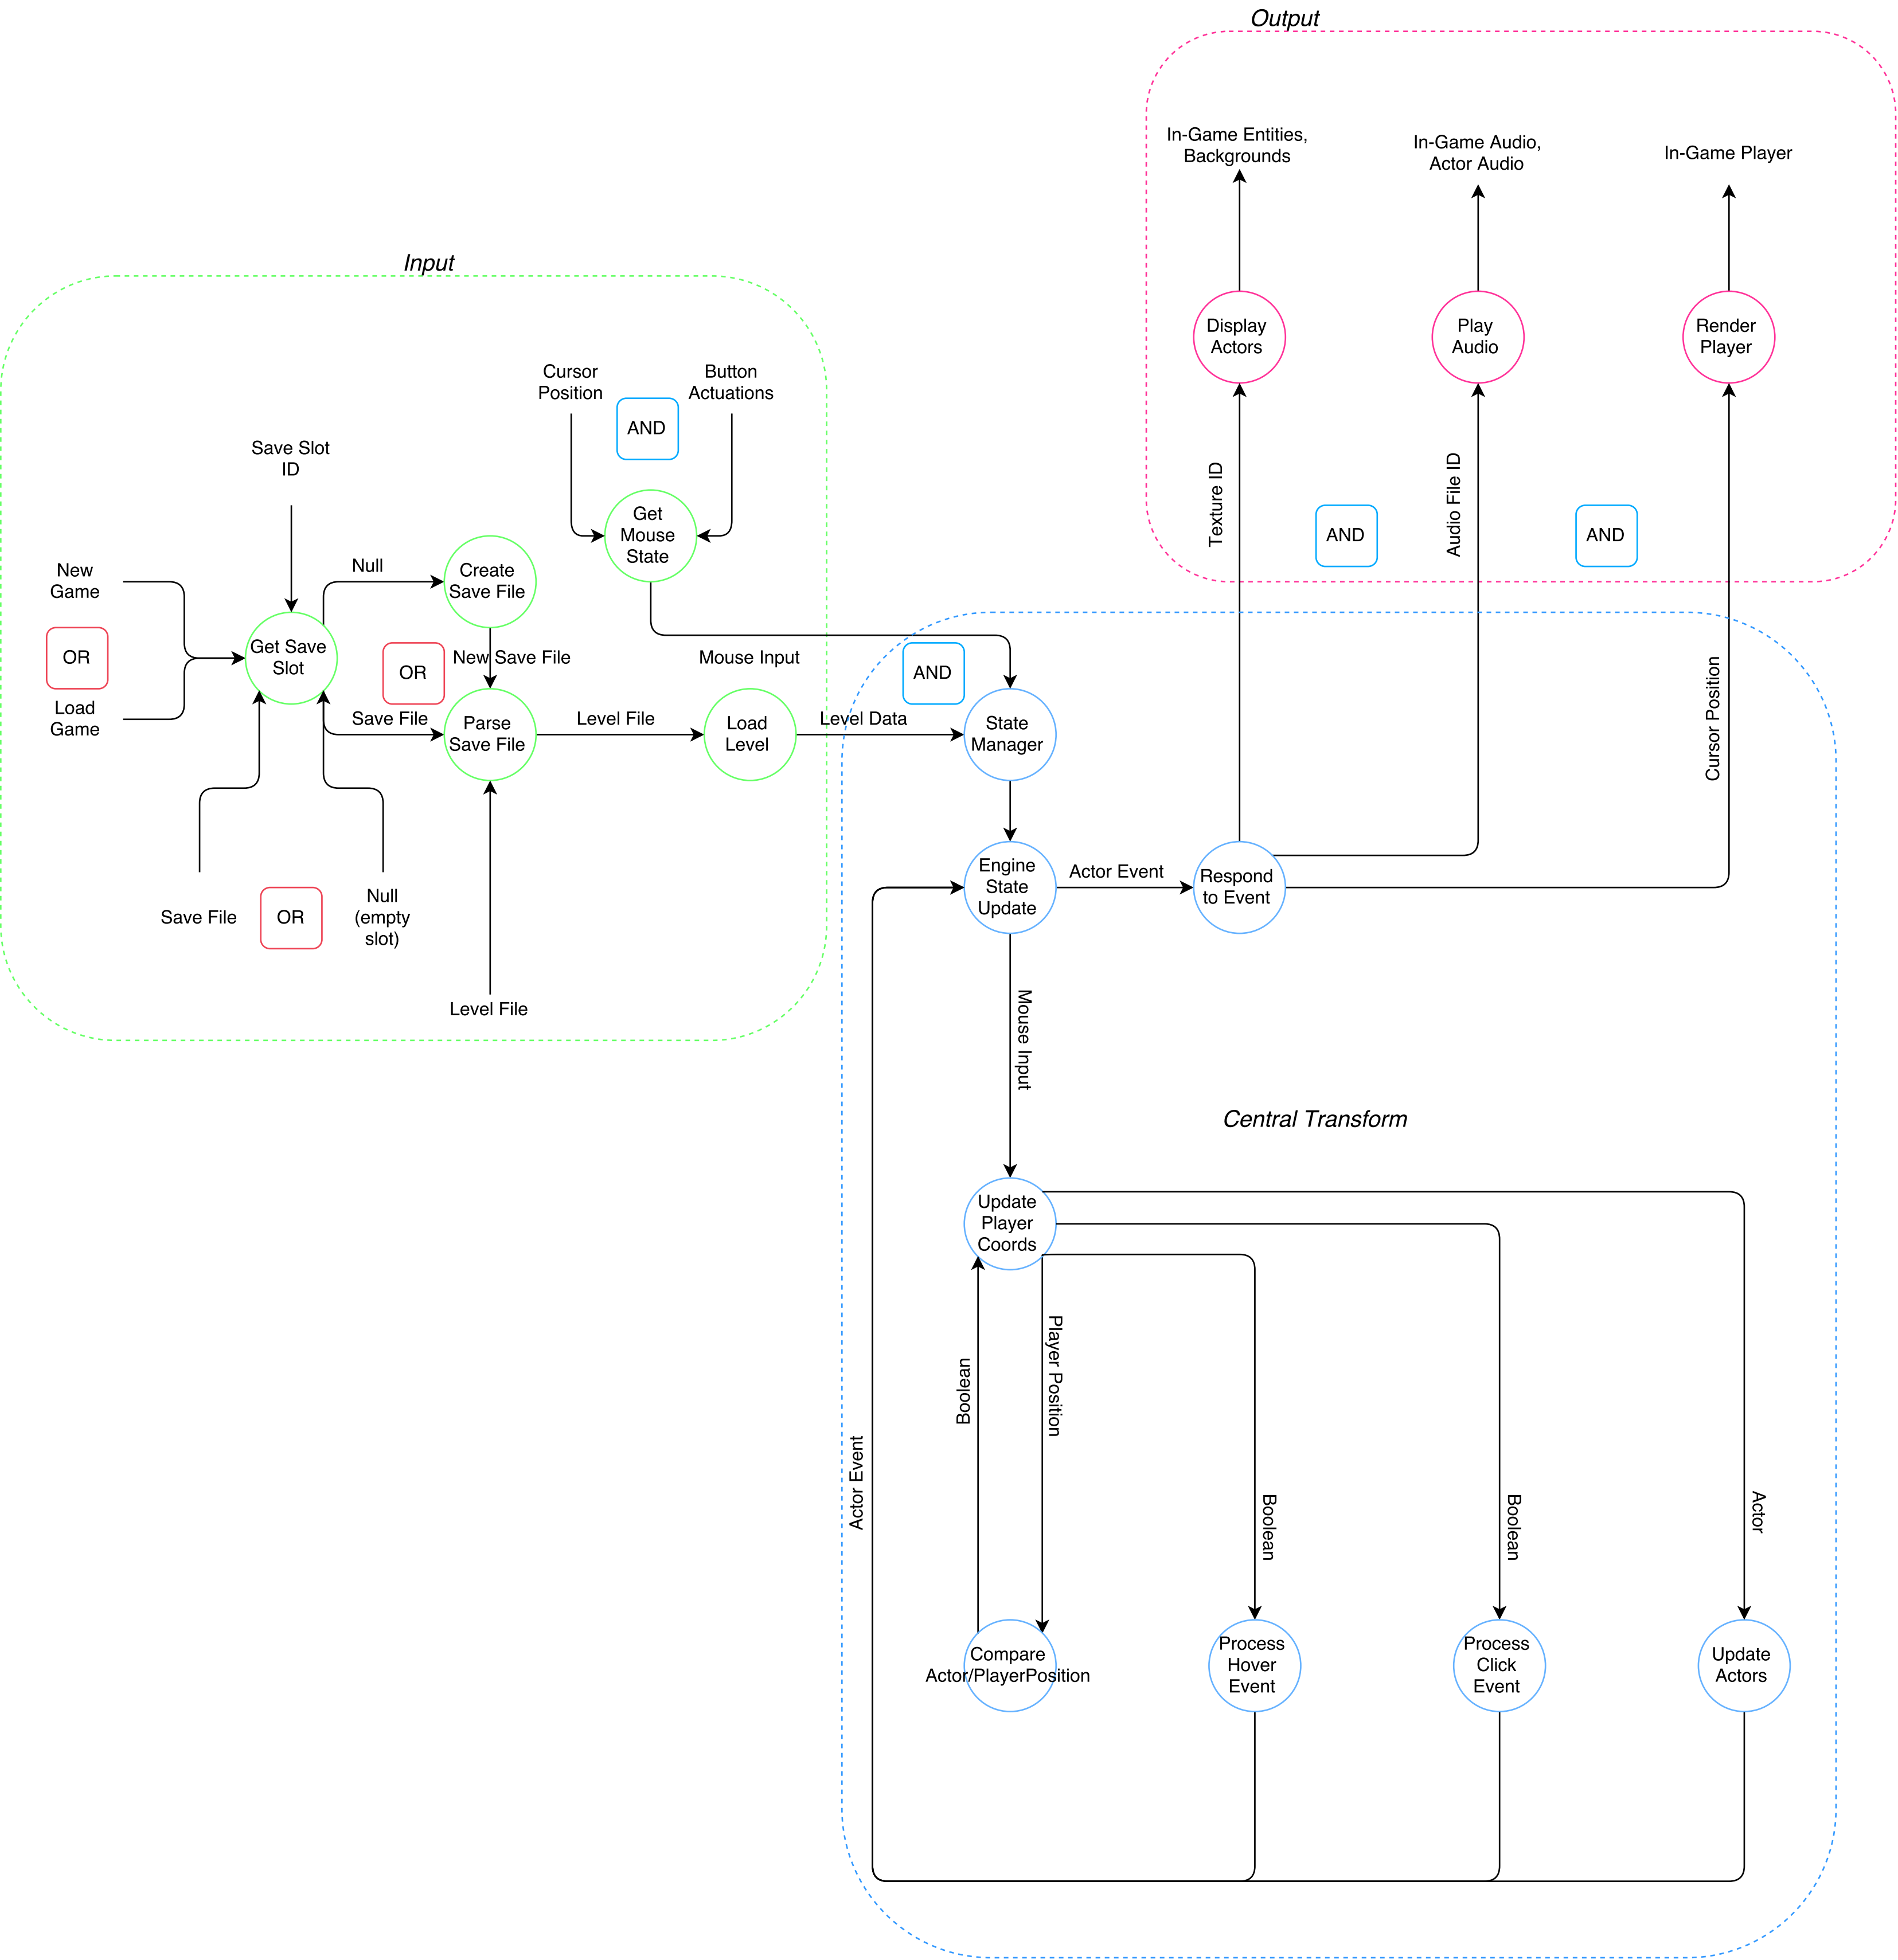 Output
In-Game Entities,
Backgrounds
In-Game Audio,
Actor Audio
In-Game Player
Display
Actors
Play
Audio
Render
Player
Texture ID
AND
Audio File ID
AND
Cursor Position
Input
Cursor
Position
AND
Button
Actuations
Save Slot
ID
Get
Mouse
State
New
Game
OR
Load
Game
Get Save
Slot
Null
Create
Save File
OR
New Save File
Save File
Parse
Save File
Level File
Mouse Input
Load
Level
Level Data
Save File
OR
Null
(empty
slot)
Level File
AND
State
Manager
Engine
State
Update
Actor Event
Respond
to Event
Mouse Input
Central Transform
Update
Player
Coords
Boolean
Player Position
Actor Event
Boolean
Boolean
Actor
Compare
Actor/PlayerPosition
Process
Hover
Event
Process
Click
Event
Update
Actors